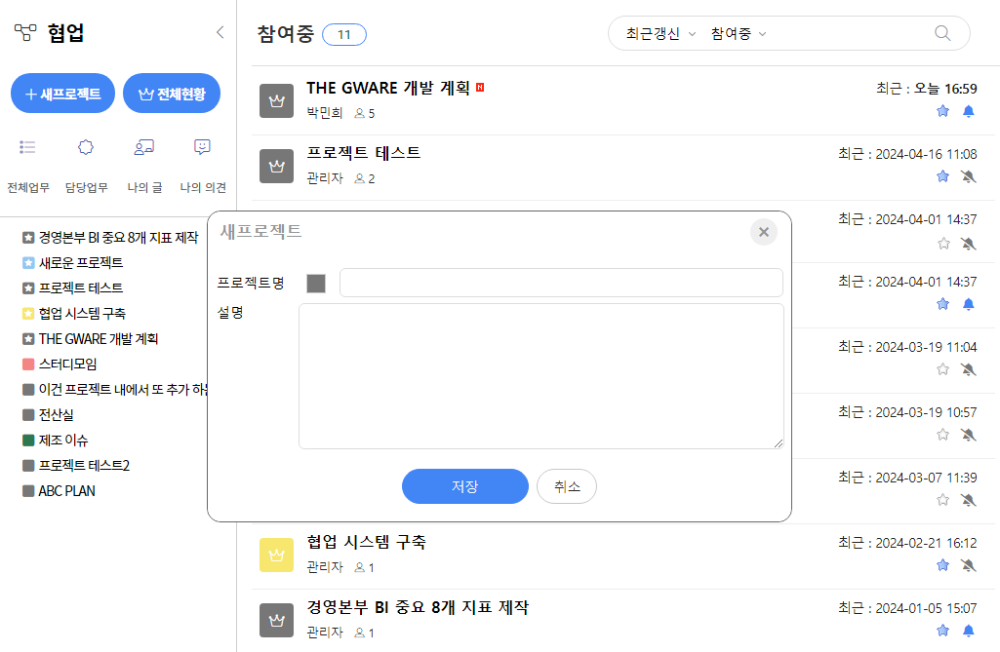 협업
새프로젝트
전체현황
전체업무
담당업무
나의 글
나의 의견
경영본부 BI 중요 8개 지표 제작
새로운 프로젝트
프로젝트 테스트
협업 시스템 구축
THE GWARE 개발 계획
스터디모임
이건 프로젝트 내에서 또 추가
전산실
제조 이슈
프로젝트 테스트2
ABC PLAN
참여중 11
최근갱신 참여중
THE GWARE 개발 계획 N
최근 : 오늘 16:59
박민희 5
프로젝트 테스트
최근 : 2024-04-16 11:08
관리자 2
최근 : 2024-04-01 14:37
최근 : 2024-04-01 14:37
최근 : 2024-03-19 11:04
최근 : 2024-03-19 10:57
최근 : 2024-03-07 11:39
새프로젝트
프로젝트명
설명
저장
취소
협업 시스템 구축
최근 : 2024-02-21 16:12
관리자 1
경영본부 BI 중요 8개 지표 제작
최근 : 2024-01-05 15:07
관리자 1